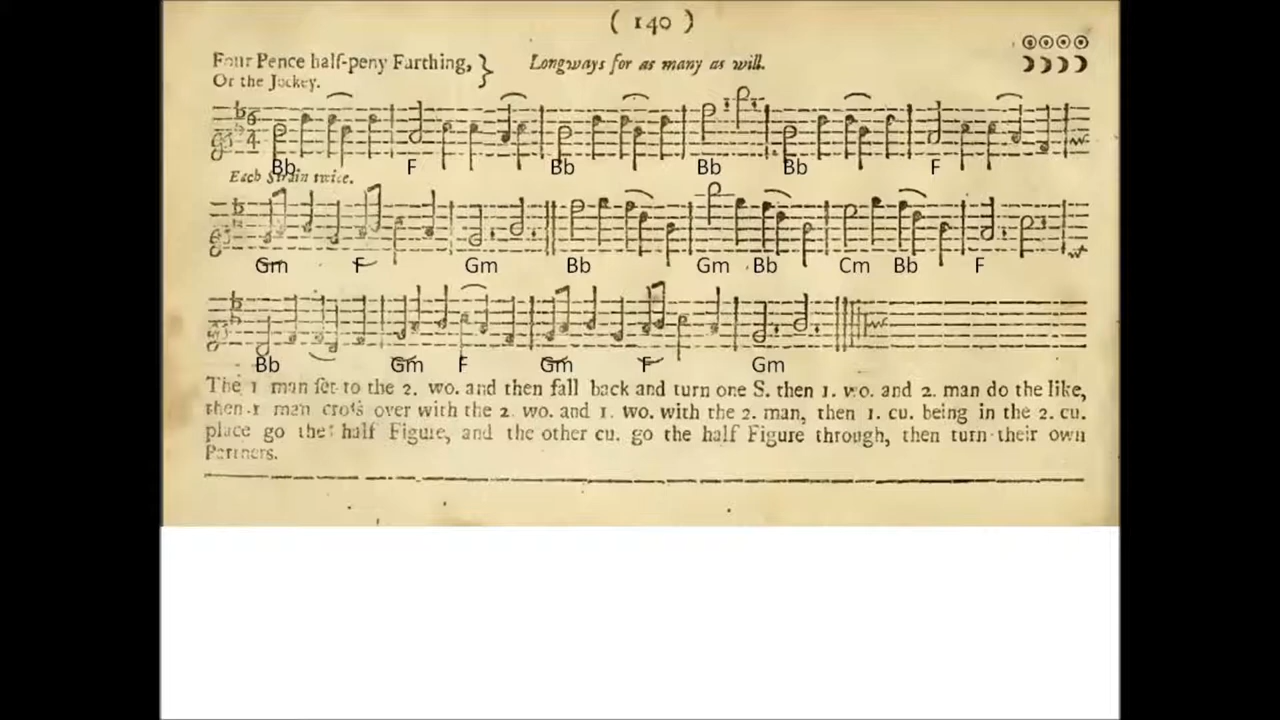 ( 140 )
Four Pence half-peny Farthing, } Longways for as many as will.
Or the Jockey.
6
4
Bb F Bb Bb Bb F
Each Strain twice.
Gm F Gm Bb Gm Bb Cm Bb F
Bb Gm F Gm F Gm
The 1 man set to the 2. wo. and then fall back and turn one S. then 1. wo. and 2. man do the like,
then 1 man cross over with the 2. wo. and 1. wo. with the 2. man, then 1. cu. being in the 2. cu.
place go the half Figure, and the other cu. go the half Figure through, then turn their own
Partners.